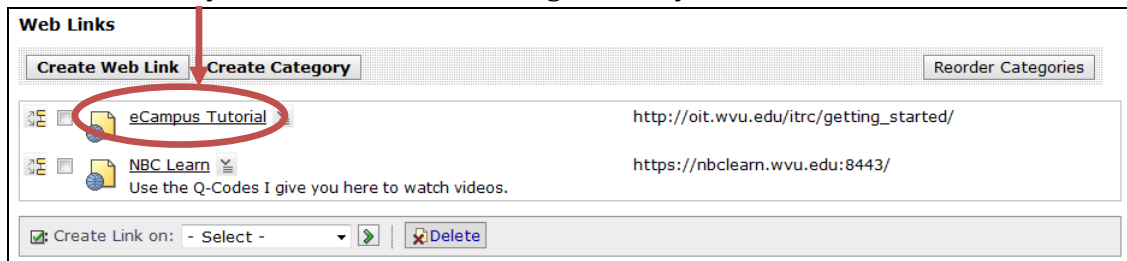 Web Links
Create Web Link Create Category Reorder Categories
eCampus Tutorial http://oit.wvu.edu/itrc/getting_started/
NBC Learn https://nbclearn.wvu.edu:8443/
Use the Q-Codes I give you here to watch videos.
Create Link on: - Select - Delete